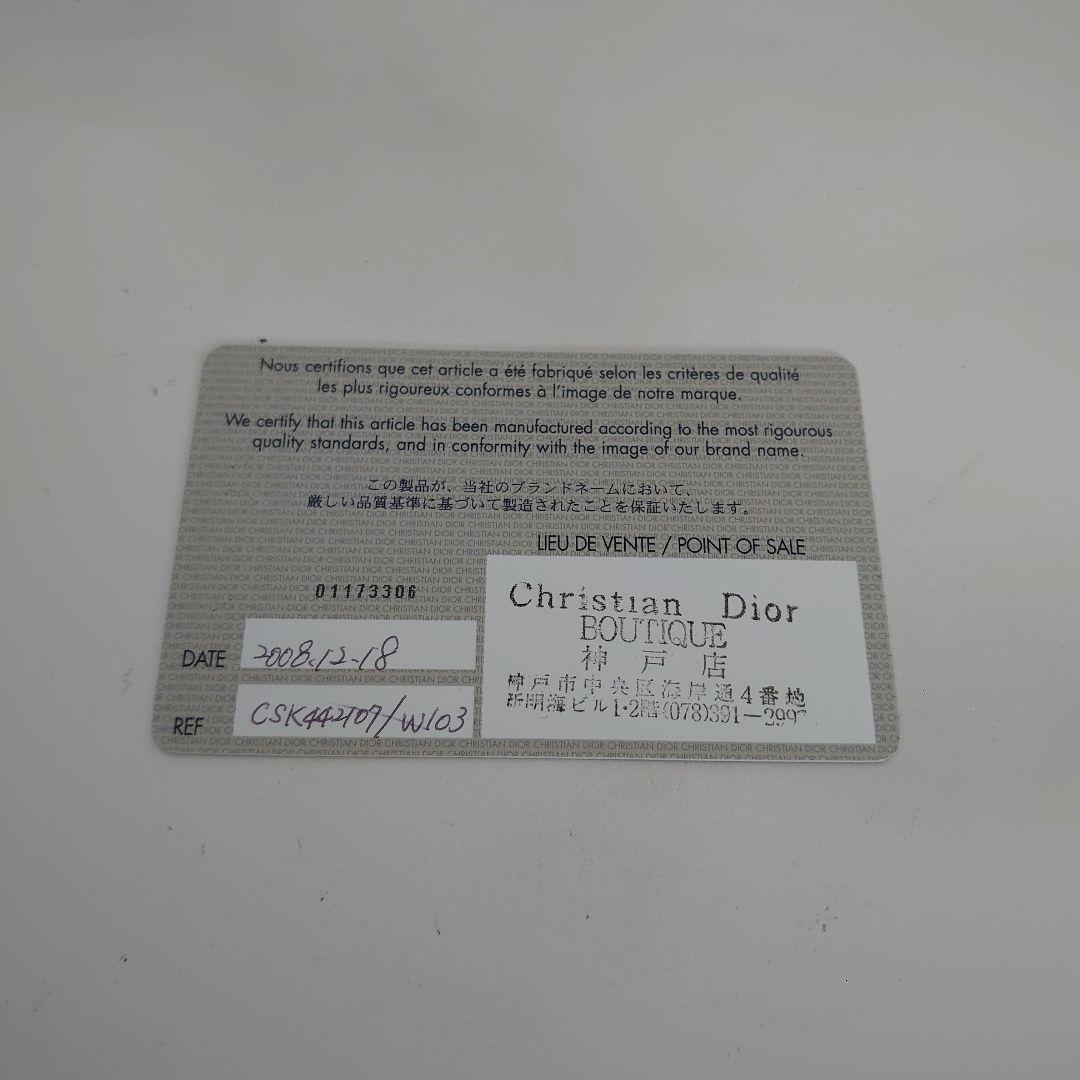 Nous certifions que cet article a été fabriqué selon les critères de qualité
les plus rigoureux conformes à l'image de notre marque.
We certify that this article has been manufactured according to the most rigourous
quality standards, and in conformity with the image of our brand name.
この製品が、当社のブランドネームにおいて、
厳しい品質基準に基づいて製造されたことを保証いたします。
LIEU DE VENTE / POINT OF SALE
01173306
DATE 2008.12-18
REF CSK442107/W103
Christian Dior
BOUTIQUE
神戸店
神戸市中央区海岸通4番地
新明海ビル1・2階(078)391-299